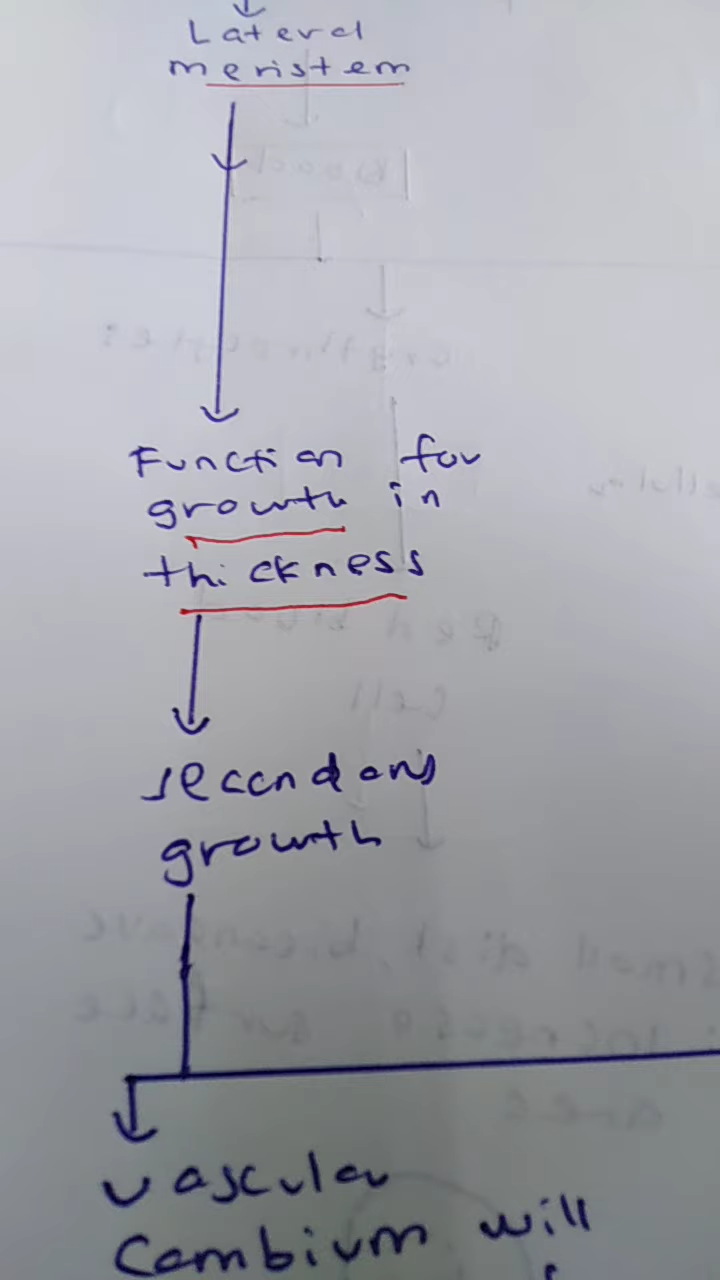 Lateral
meristem
Function for
growth in
thickness
secondary
growth
vascular
Cambium will